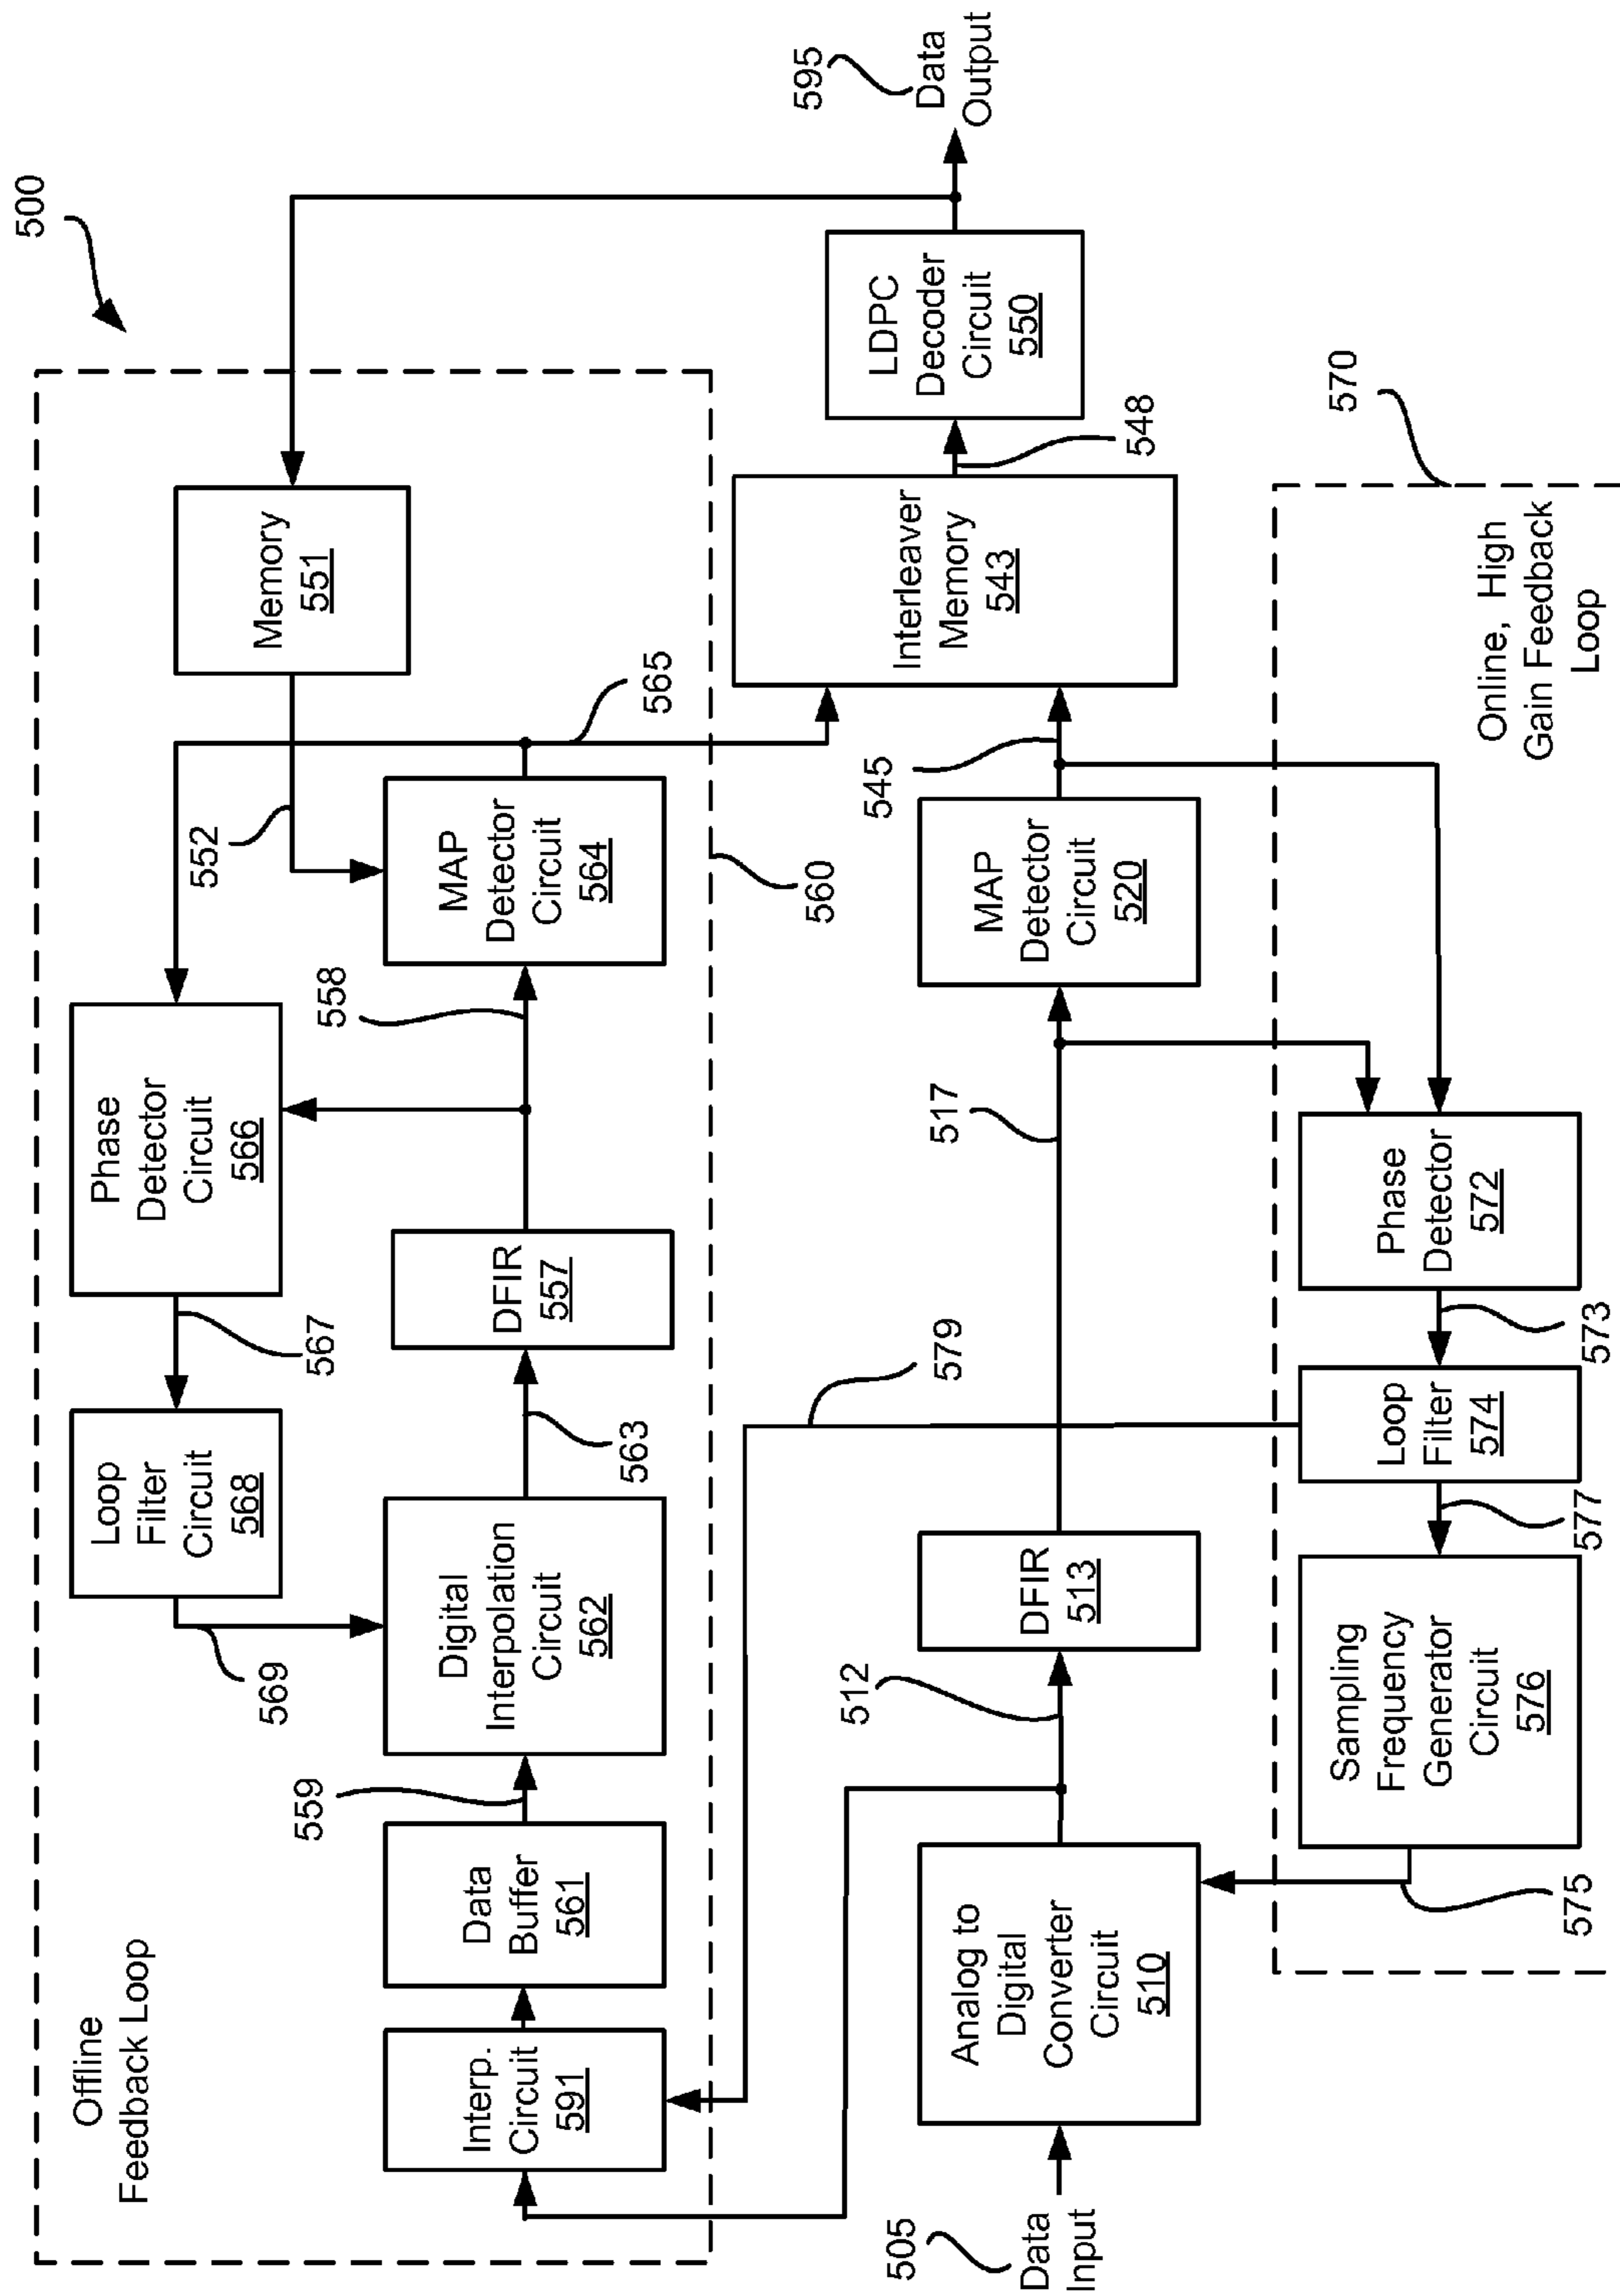 500
Offline
Feedback Loop
Loop
Filter
Circuit
568
567
Phase
Detector
Circuit
566
552
Memory
551
569
Interp.
Circuit
591
Data
Buffer
561
559
Digital
Interpolation
Circuit
562
563
DFIR
557
558
MAP
Detector
Circuit
564
565
560
505
Data
Input
Analog to
Digital
Converter
Circuit
510
512
DFIR
513
579
517
MAP
Detector
Circuit
520
545
Interleaver
Memory
543
548
LDPC
Decoder
Circuit
550
595
Data
Output
575
Sampling
Frequency
Generator
Circuit
576
577
Loop
Filter
574
573
Phase
Detector
572
Online, High
Gain Feedback
Loop
570